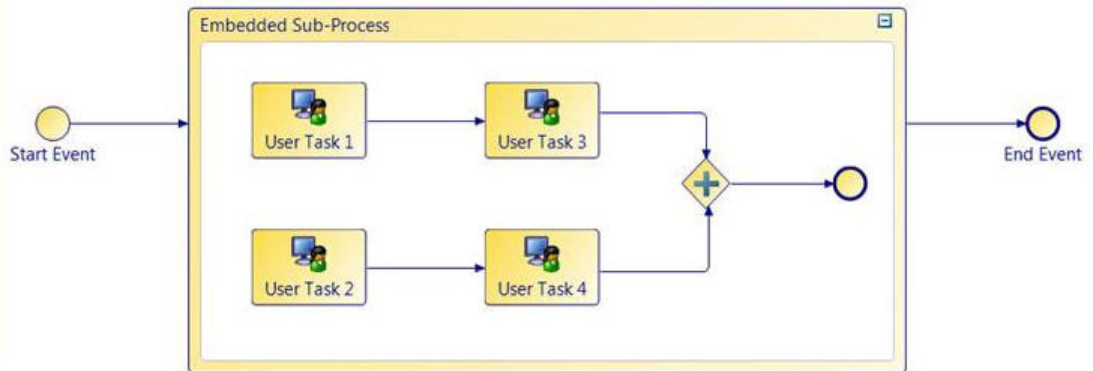 Embedded Sub-Process
User Task 1
User Task 3
Start Event
End Event
User Task 2
User Task 4